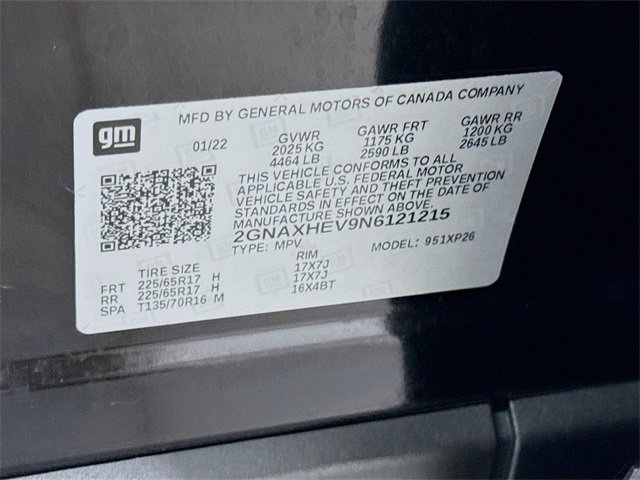 gm
MFD BY GENERAL MOTORS OF CANADA COMPANY
01/22 GVWR GAWR FRT GAWR RR
2025 KG 1175 KG 1200 KG
4464 LB 2590 LB 2645 LB
THIS VEHICLE CONFORMS TO ALL
APPLICABLE U.S. FEDERAL MOTOR
VEHICLE SAFETY AND THEFT PREVENTION
STANDARDS IN EFFECT ON THE DATE OF
MANUFACTURE SHOWN ABOVE.
2GNAXHEV9N6121215
TYPE: MPV MODEL: 951XP26
TIRE SIZE RIM
FRT 225/65R17 H 17X7J
RR 225/65R17 H 17X7J
SPA T135/70R16 M 16X4BT